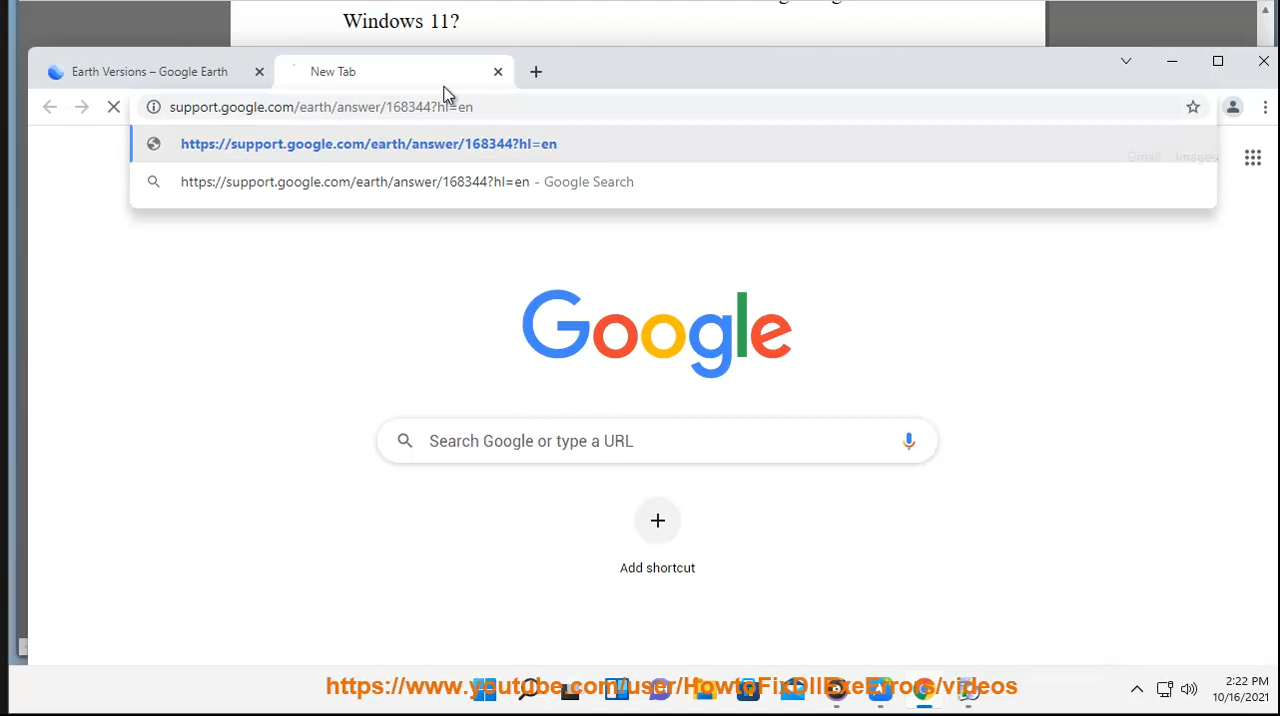 Windows 11?
Earth Versions – Google Earth
New Tab
support.google.com/earth/answer/168344?hl=en
https://support.google.com/earth/answer/168344?hl=en
https://support.google.com/earth/answer/168344?hl=en - Google Search
Gmail Images
Google
Search Google or type a URL
Add shortcut
https://www.youtube.com/user/HowtoFixDllExeErrors/videos
2:22 PM
10/16/2021